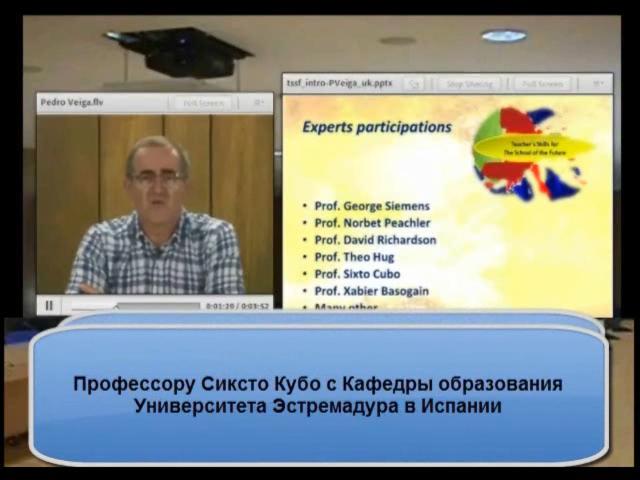 Pedro Veiga.flv
Full Screen
tssf_intro-PVeiga_uk.pptx
Stop Sharing
Full Screen
Experts participations
Teacher's Skills for
The School of the Future
• Prof. George Siemens
• Prof. Norbet Peachler
• Prof. David Richardson
• Prof. Theo Hug
• Prof. Sixto Cubo
• Prof. Xabier Basogain
• Many other
0:01:20 / 0:03:52
Профессору Сиксто Кубо с Кафедры образования
Университета Эстремадура в Испании